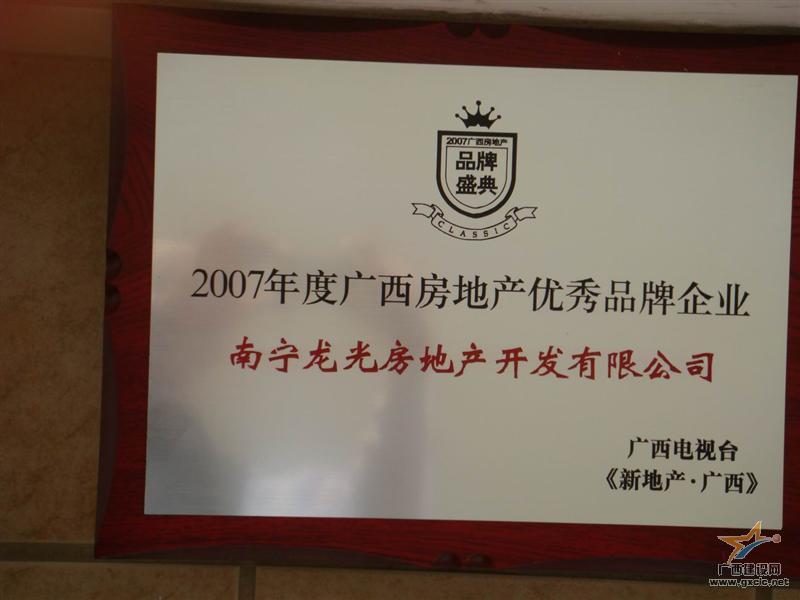 2007广西房地产
品牌
盛典
CLASSIC
2007年度广西房地产优秀品牌企业
南宁龙光房地产开发有限公司
广西电视台
《新地产·广西》
广西建设网
www.gxcic.net